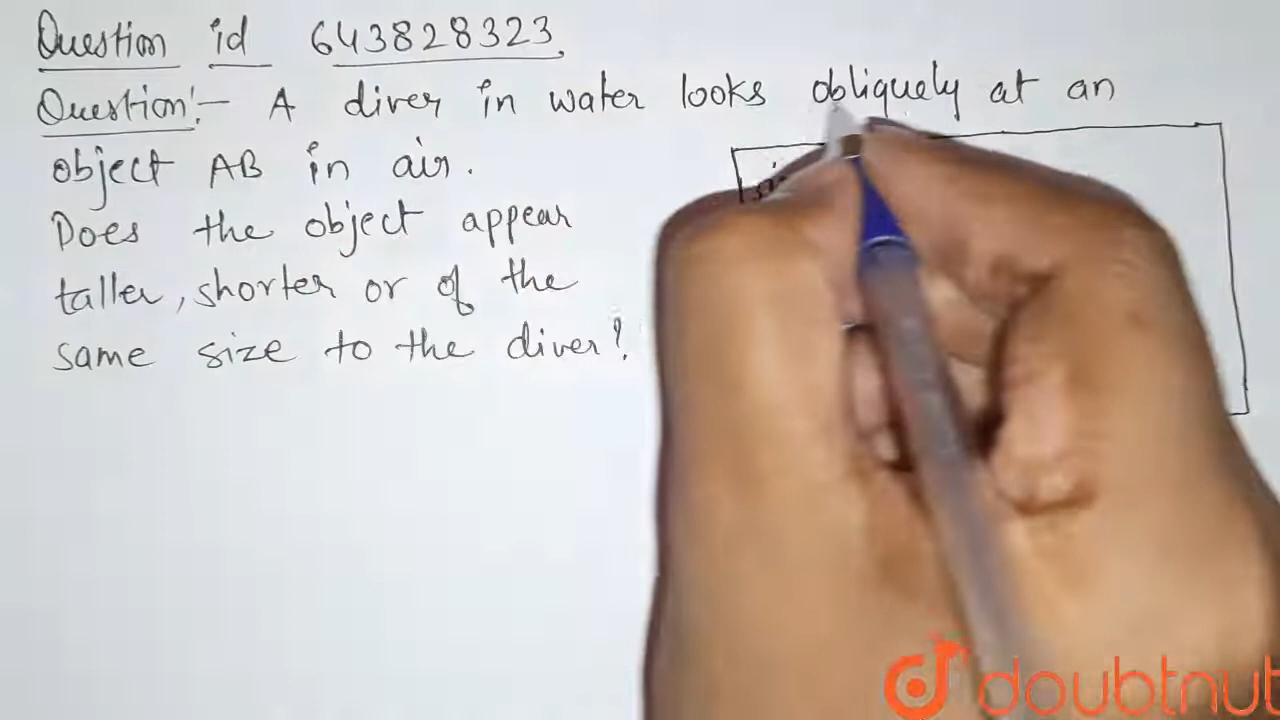 Question id 643828323.
Question:- A diver in water looks obliquely at an
object AB in air.
Does the object appear
taller, shorter or of the
same size to the diver?
doubtnut